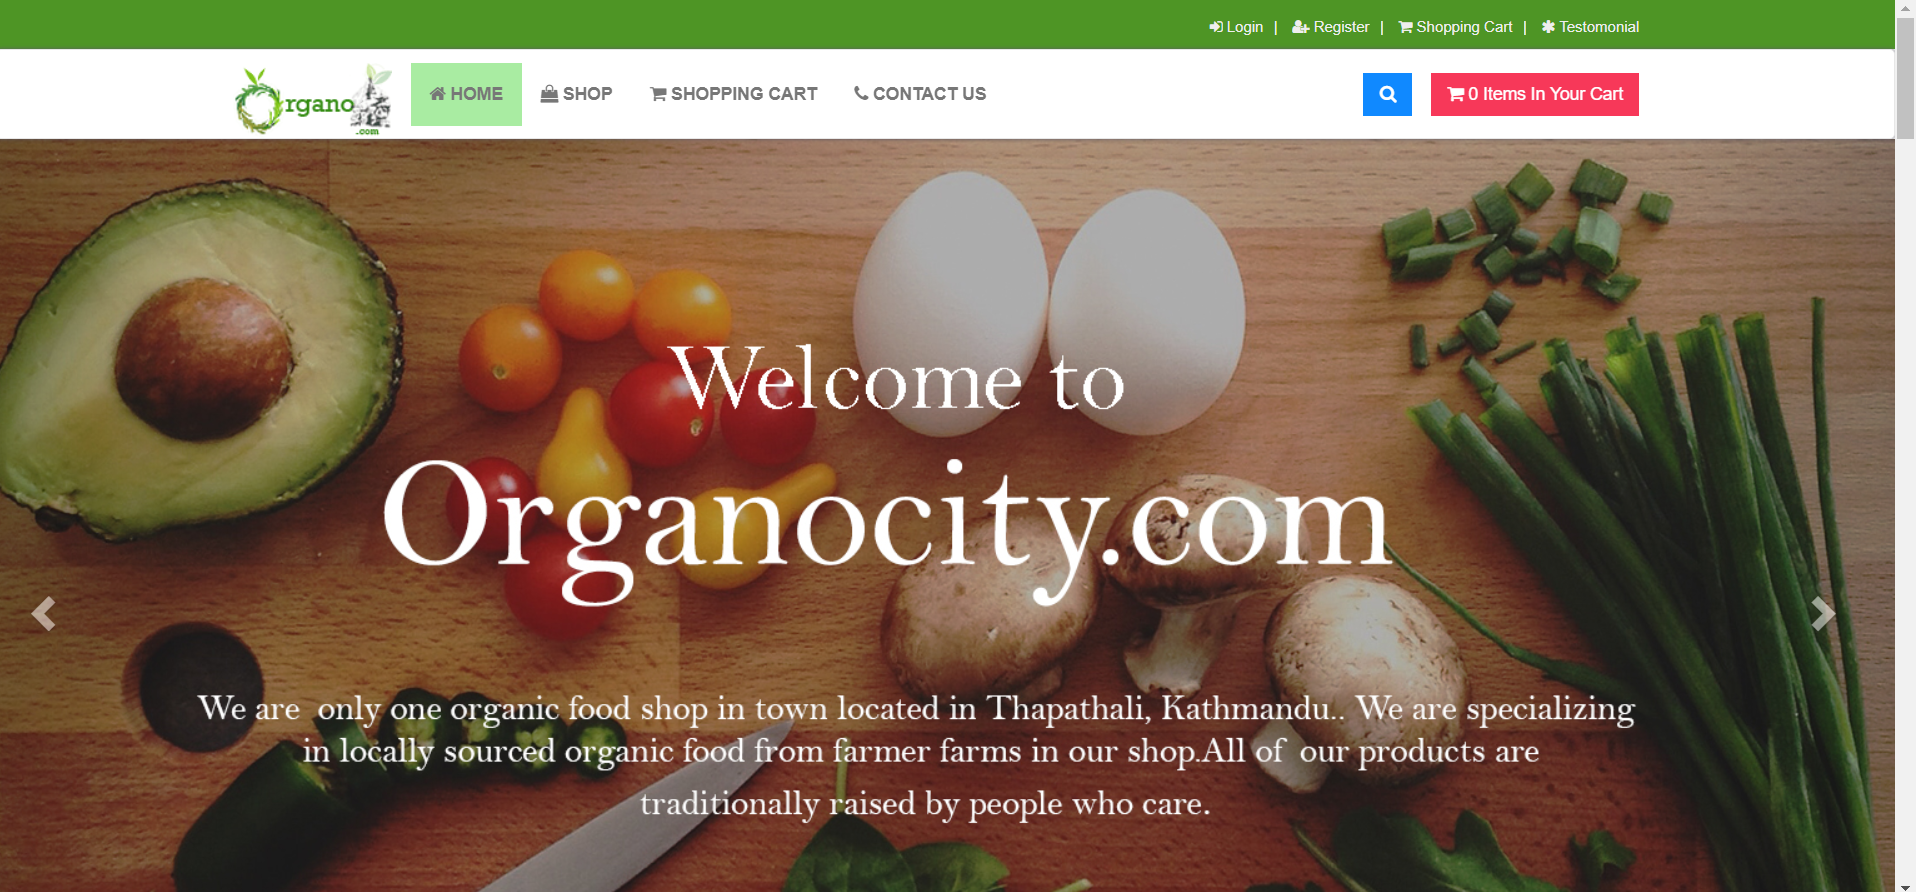 Login | Register | Shopping Cart | Testomonial
Organo
.com
HOME SHOP SHOPPING CART CONTACT US
0 Items In Your Cart
Welcome to
Organocity.com
We are only one organic food shop in town located in Thapathali, Kathmandu.. We are specializing
in locally sourced organic food from farmer farms in our shop.All of our products are
traditionally raised by people who care.